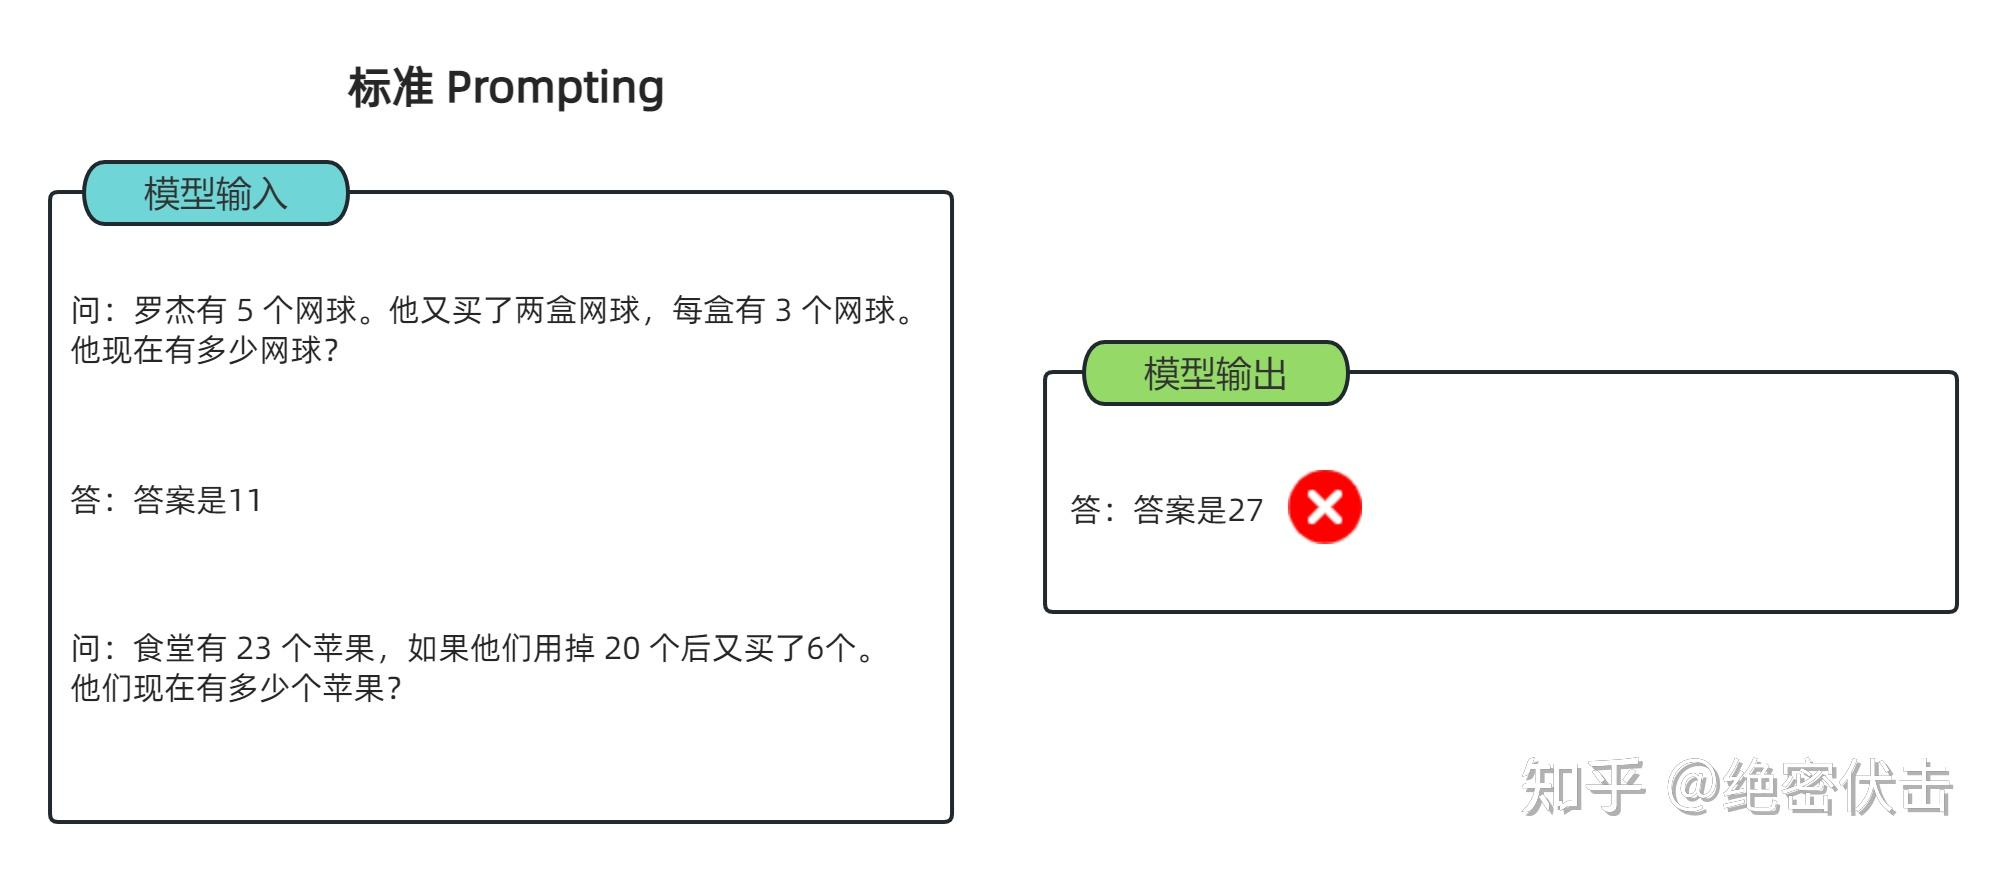 标准 Prompting
模型输入
问：罗杰有 5 个网球。他又买了两盒网球，每盒有 3 个网球。
他现在有多少网球？
答：答案是11
问：食堂有 23 个苹果，如果他们用掉 20 个后又买了6个。
他们现在有多少个苹果？
模型输出
答：答案是27
知乎 @绝密伏击